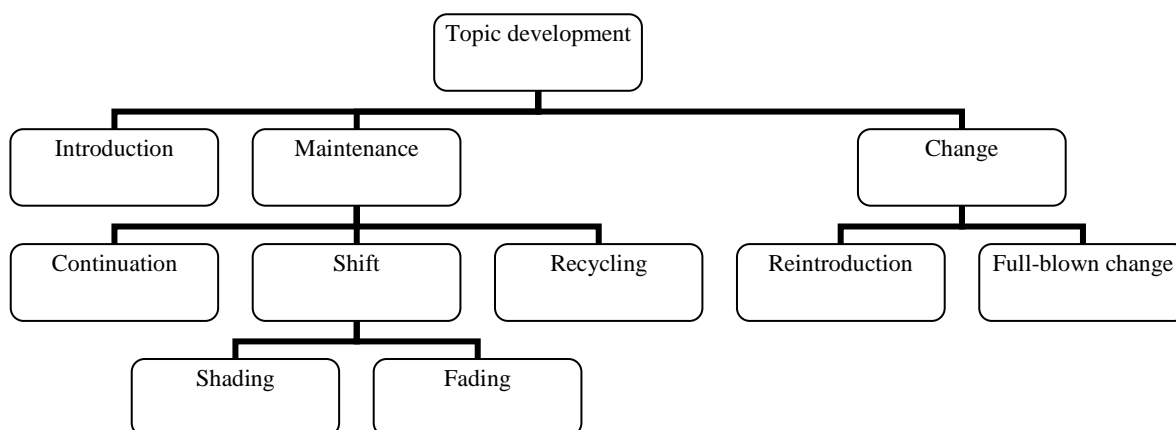 Topic development
Introduction
Maintenance
Change
Continuation
Shift
Recycling
Reintroduction
Full-blown change
Shading
Fading